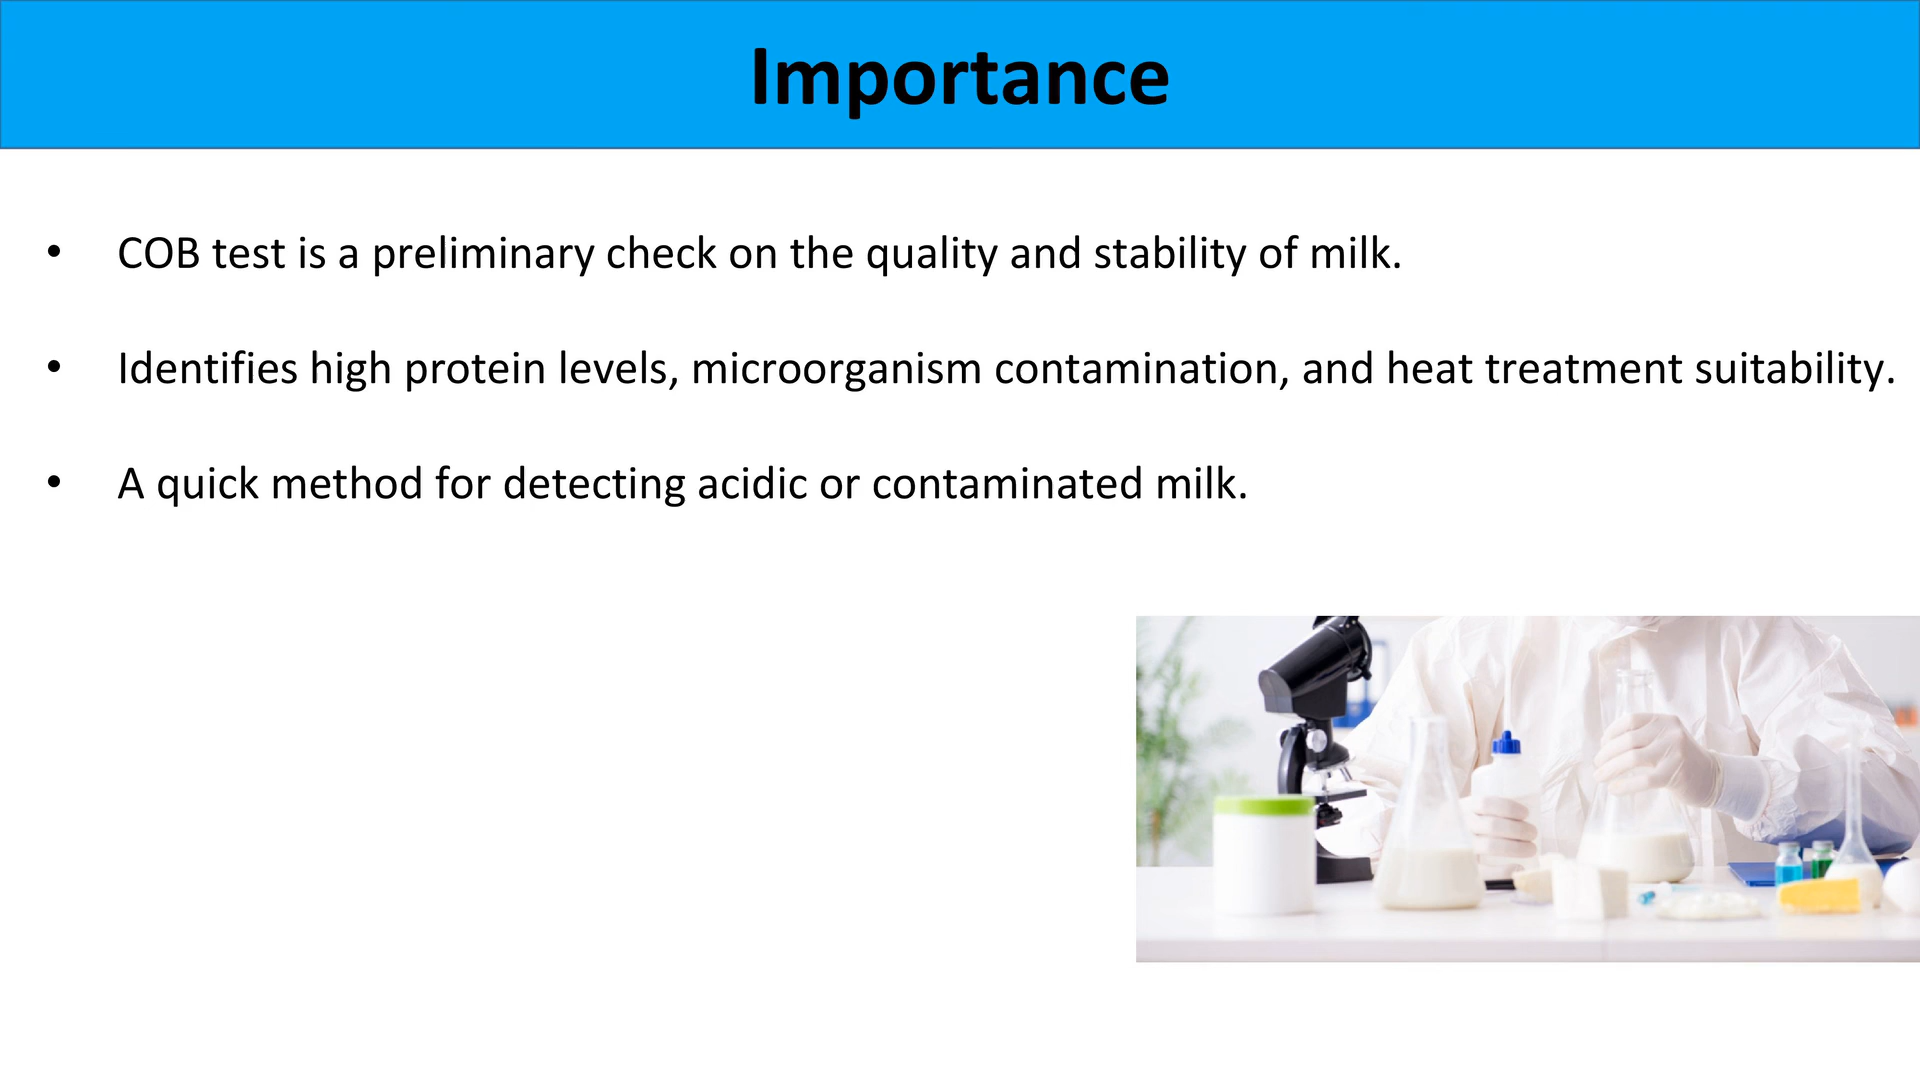 Importance
• COB test is a preliminary check on the quality and stability of milk.
• Identifies high protein levels, microorganism contamination, and heat treatment suitability.
• A quick method for detecting acidic or contaminated milk.